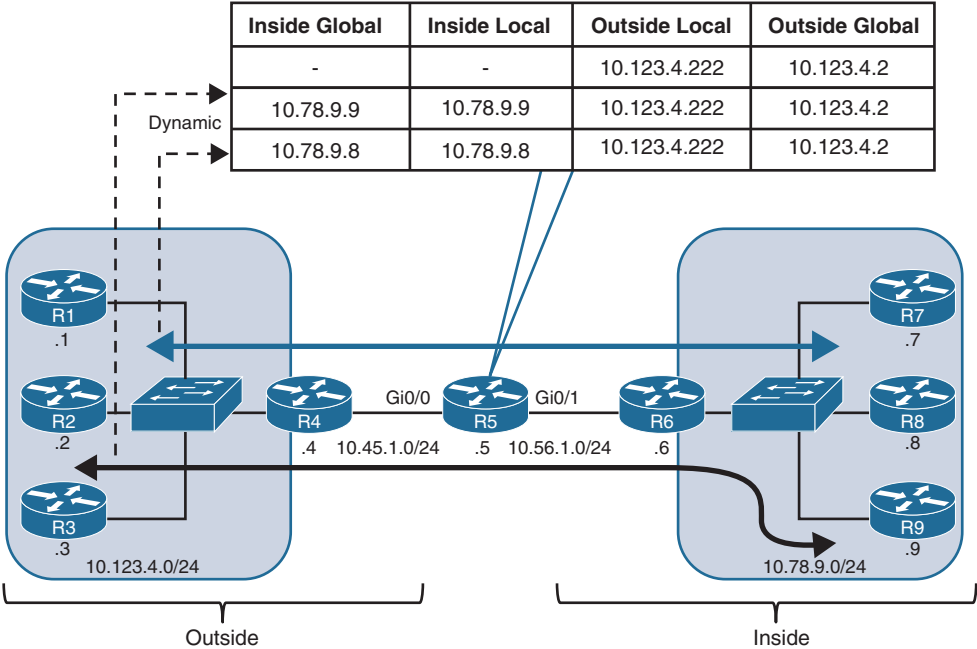 Inside Global Inside Local Outside Local Outside Global
- - 10.123.4.222 10.123.4.2
10.78.9.9 10.78.9.9 10.123.4.222 10.123.4.2
10.78.9.8 10.78.9.8 10.123.4.222 10.123.4.2
Dynamic
R1
.1
R7
.7
R2
.2
R4
.4
Gi0/0
10.45.1.0/24
R5
.5
Gi0/1
10.56.1.0/24
R6
.6
R8
.8
R3
.3
R9
.9
10.123.4.0/24
10.78.9.0/24
Outside
Inside